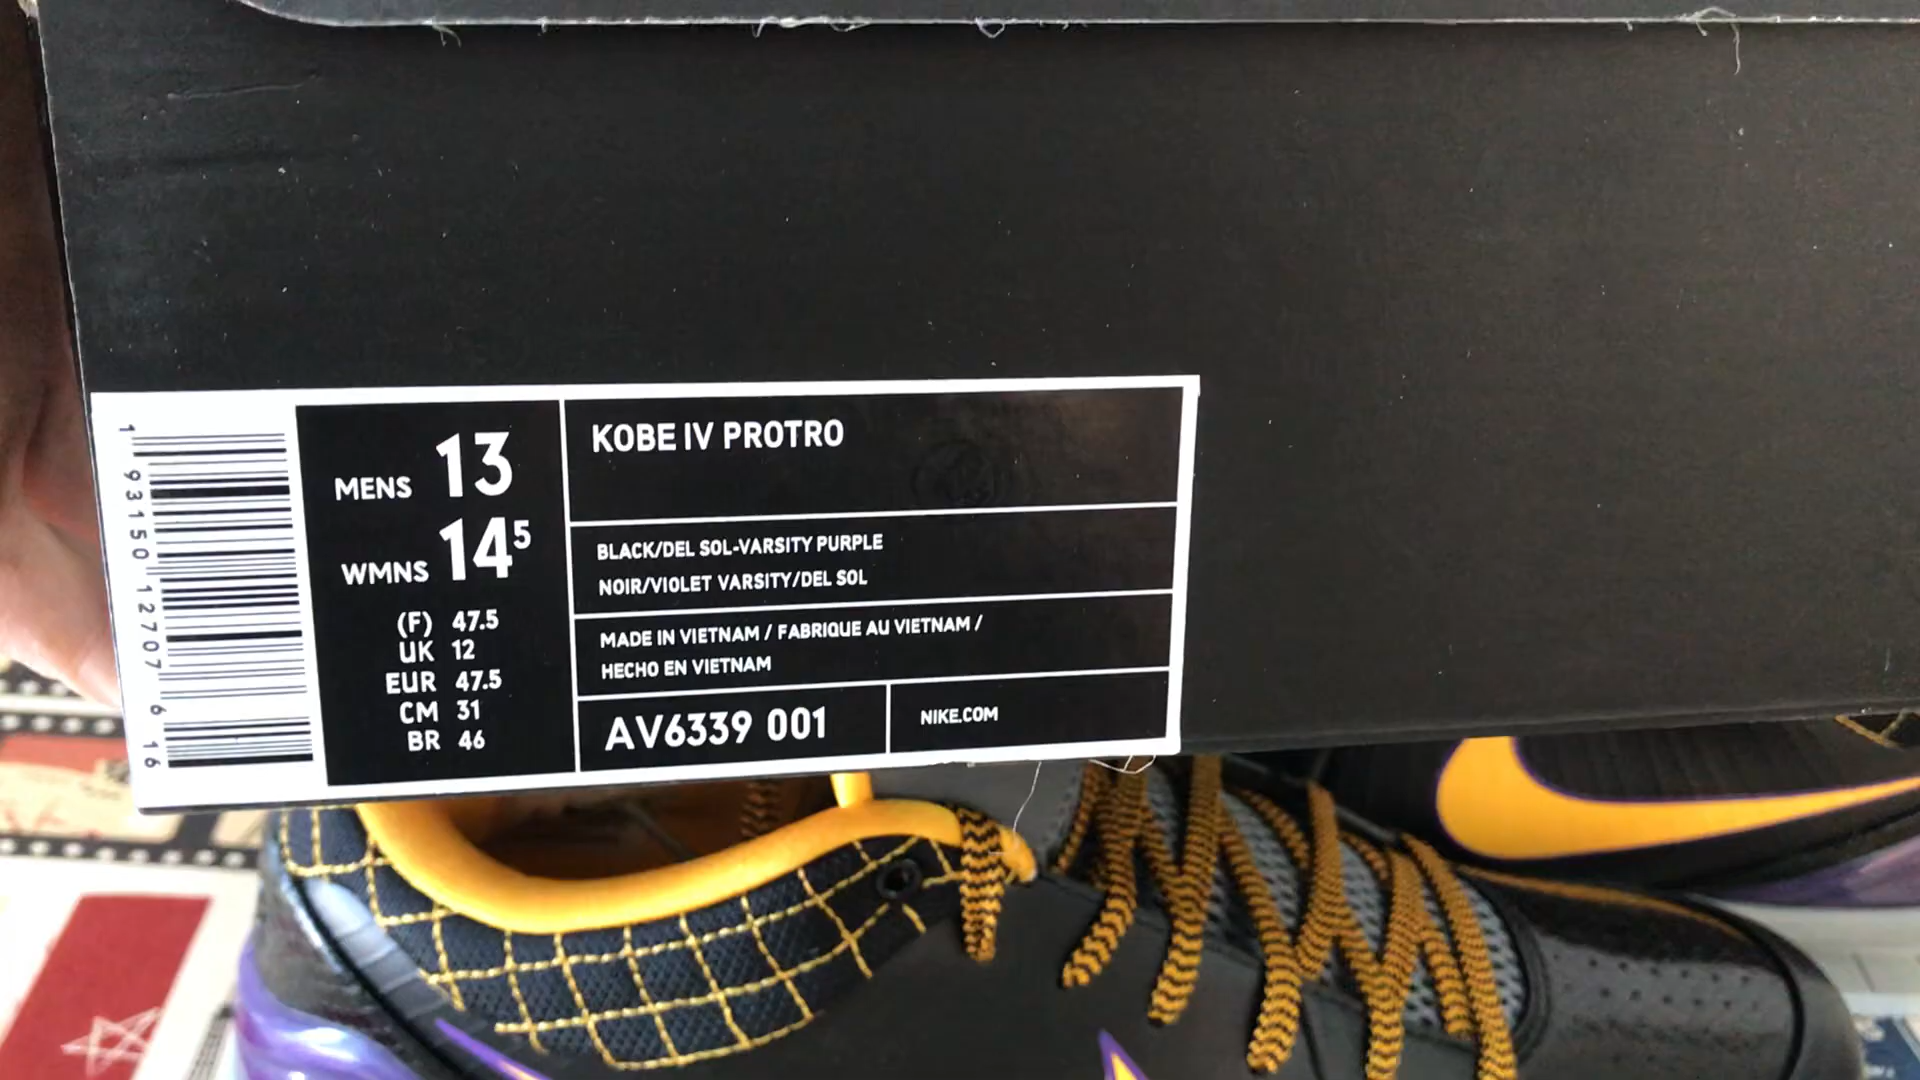 1 93150 12707 6 16
MENS 13
WMNS 14⁵
(F) 47.5
UK 12
EUR 47.5
CM 31
BR 46
KOBE IV PROTRO
BLACK/DEL SOL-VARSITY PURPLE
NOIR/VIOLET VARSITY/DEL SOL
MADE IN VIETNAM / FABRIQUE AU VIETNAM /
HECHO EN VIETNAM
AV6339 001
NIKE.COM